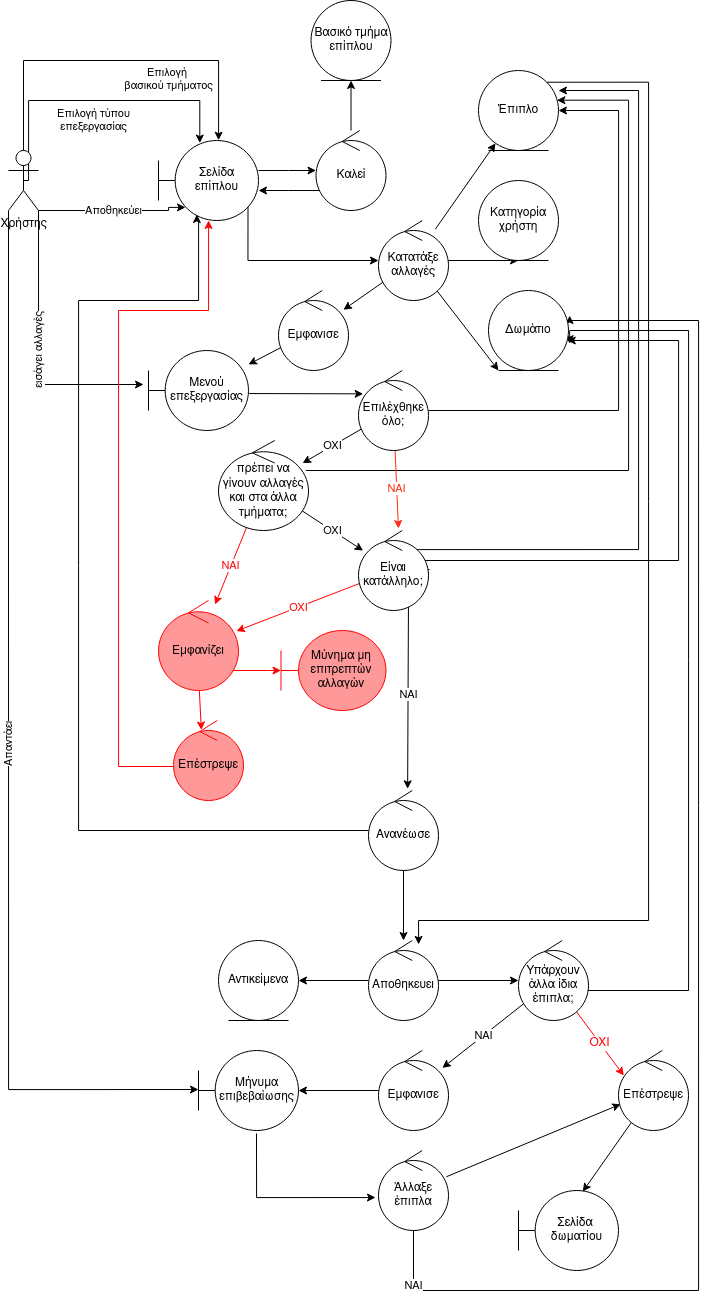 Βασικό τμήμα
επίπλου
Επιλογή
βασικού τμήματος
Επιλογή τύπου
επεξεργασίας
Έπιπλο
Σελίδα
επίπλου
Καλεί
Χρήστης
Αποθηκεύει
Κατηγορία
χρήστη
Κατατάξε
αλλαγές
Εμφανισε
Δωμάτιο
εισάγει αλλαγές
Μενού
επεξεργασίας
Επιλέχθηκε
όλο;
ΟΧΙ
πρέπει να
γίνουν αλλαγές
και στα άλλα
τμήματα;
ΝΑΙ
ΟΧΙ
ΝΑΙ
Είναι
κατάλληλο;
ΟΧΙ
Εμφανίζει
Μύνημα μη
επιτρεπτών
αλλαγών
ΝΑΙ
Απαντάει
Επέστρεψε
Ανανέωσε
Αντικείμενα
Αποθηκευει
Υπάρχουν
άλλα ίδια
έπιπλα;
ΝΑΙ
ΟΧΙ
Μήνυμα
επιβεβαίωσης
Εμφανισε
Επέστρεψε
Άλλαξε
έπιπλα
Σελίδα
δωματίου
ΝΑΙ